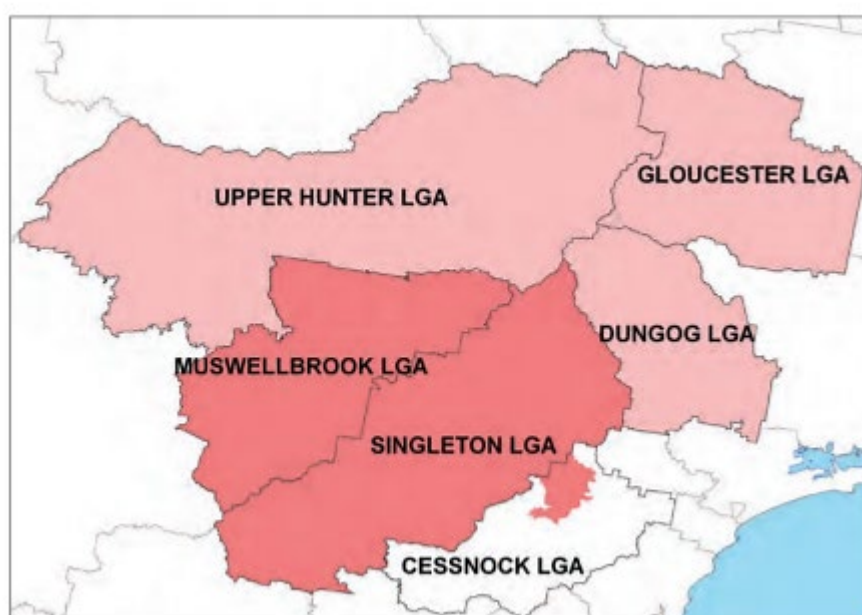 GLOUCESTER LGA
UPPER HUNTER LGA
DUNGOG LGA
MUSWELLBROOK LGA
SINGLETON LGA
CESSNOCK LGA